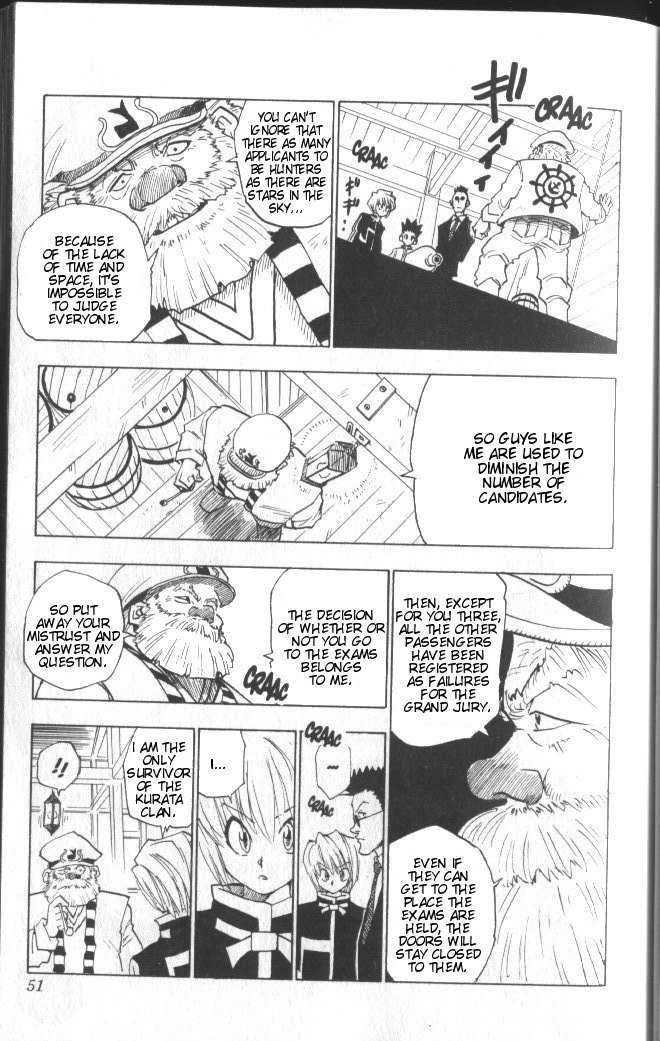 ギイイイ
CRAAC
CRAAC
ギギ…
YOU CAN'T
IGNORE THAT
THERE AS MANY
APPLICANTS TO
BE HUNTERS
AS THERE ARE
STARS IN THE
SKY...
BECAUSE
OF THE LACK
OF TIME AND
SPACE, IT'S
IMPOSSIBLE
TO JUDGE
EVERYONE.
SO GUYS LIKE
ME ARE USED TO
DIMINISH THE
NUMBER OF
CANDIDATES.
THEN, EXCEPT
FOR YOU THREE,
ALL THE OTHER
PASSENGERS
HAVE BEEN
REGISTERED
AS FAILURES
FOR THE
GRAND JURY.
EVEN IF
THEY CAN
GET TO THE
PLACE THE
EXAMS ARE
HELD, THE
DOORS WILL
STAY CLOSED
TO THEM.
THE DECISION
OF WHETHER OR
NOT YOU GO
TO THE EXAMS
BELONGS
TO ME.
CRAAC
SO PUT
AWAY YOUR
MISTRUST AND
ANSWER MY
QUESTION.
CRAAC
~
CRAAC
I...
I AM THE
ONLY
SURVIVOR
OF THE
KURATA
CLAN.
!!
51